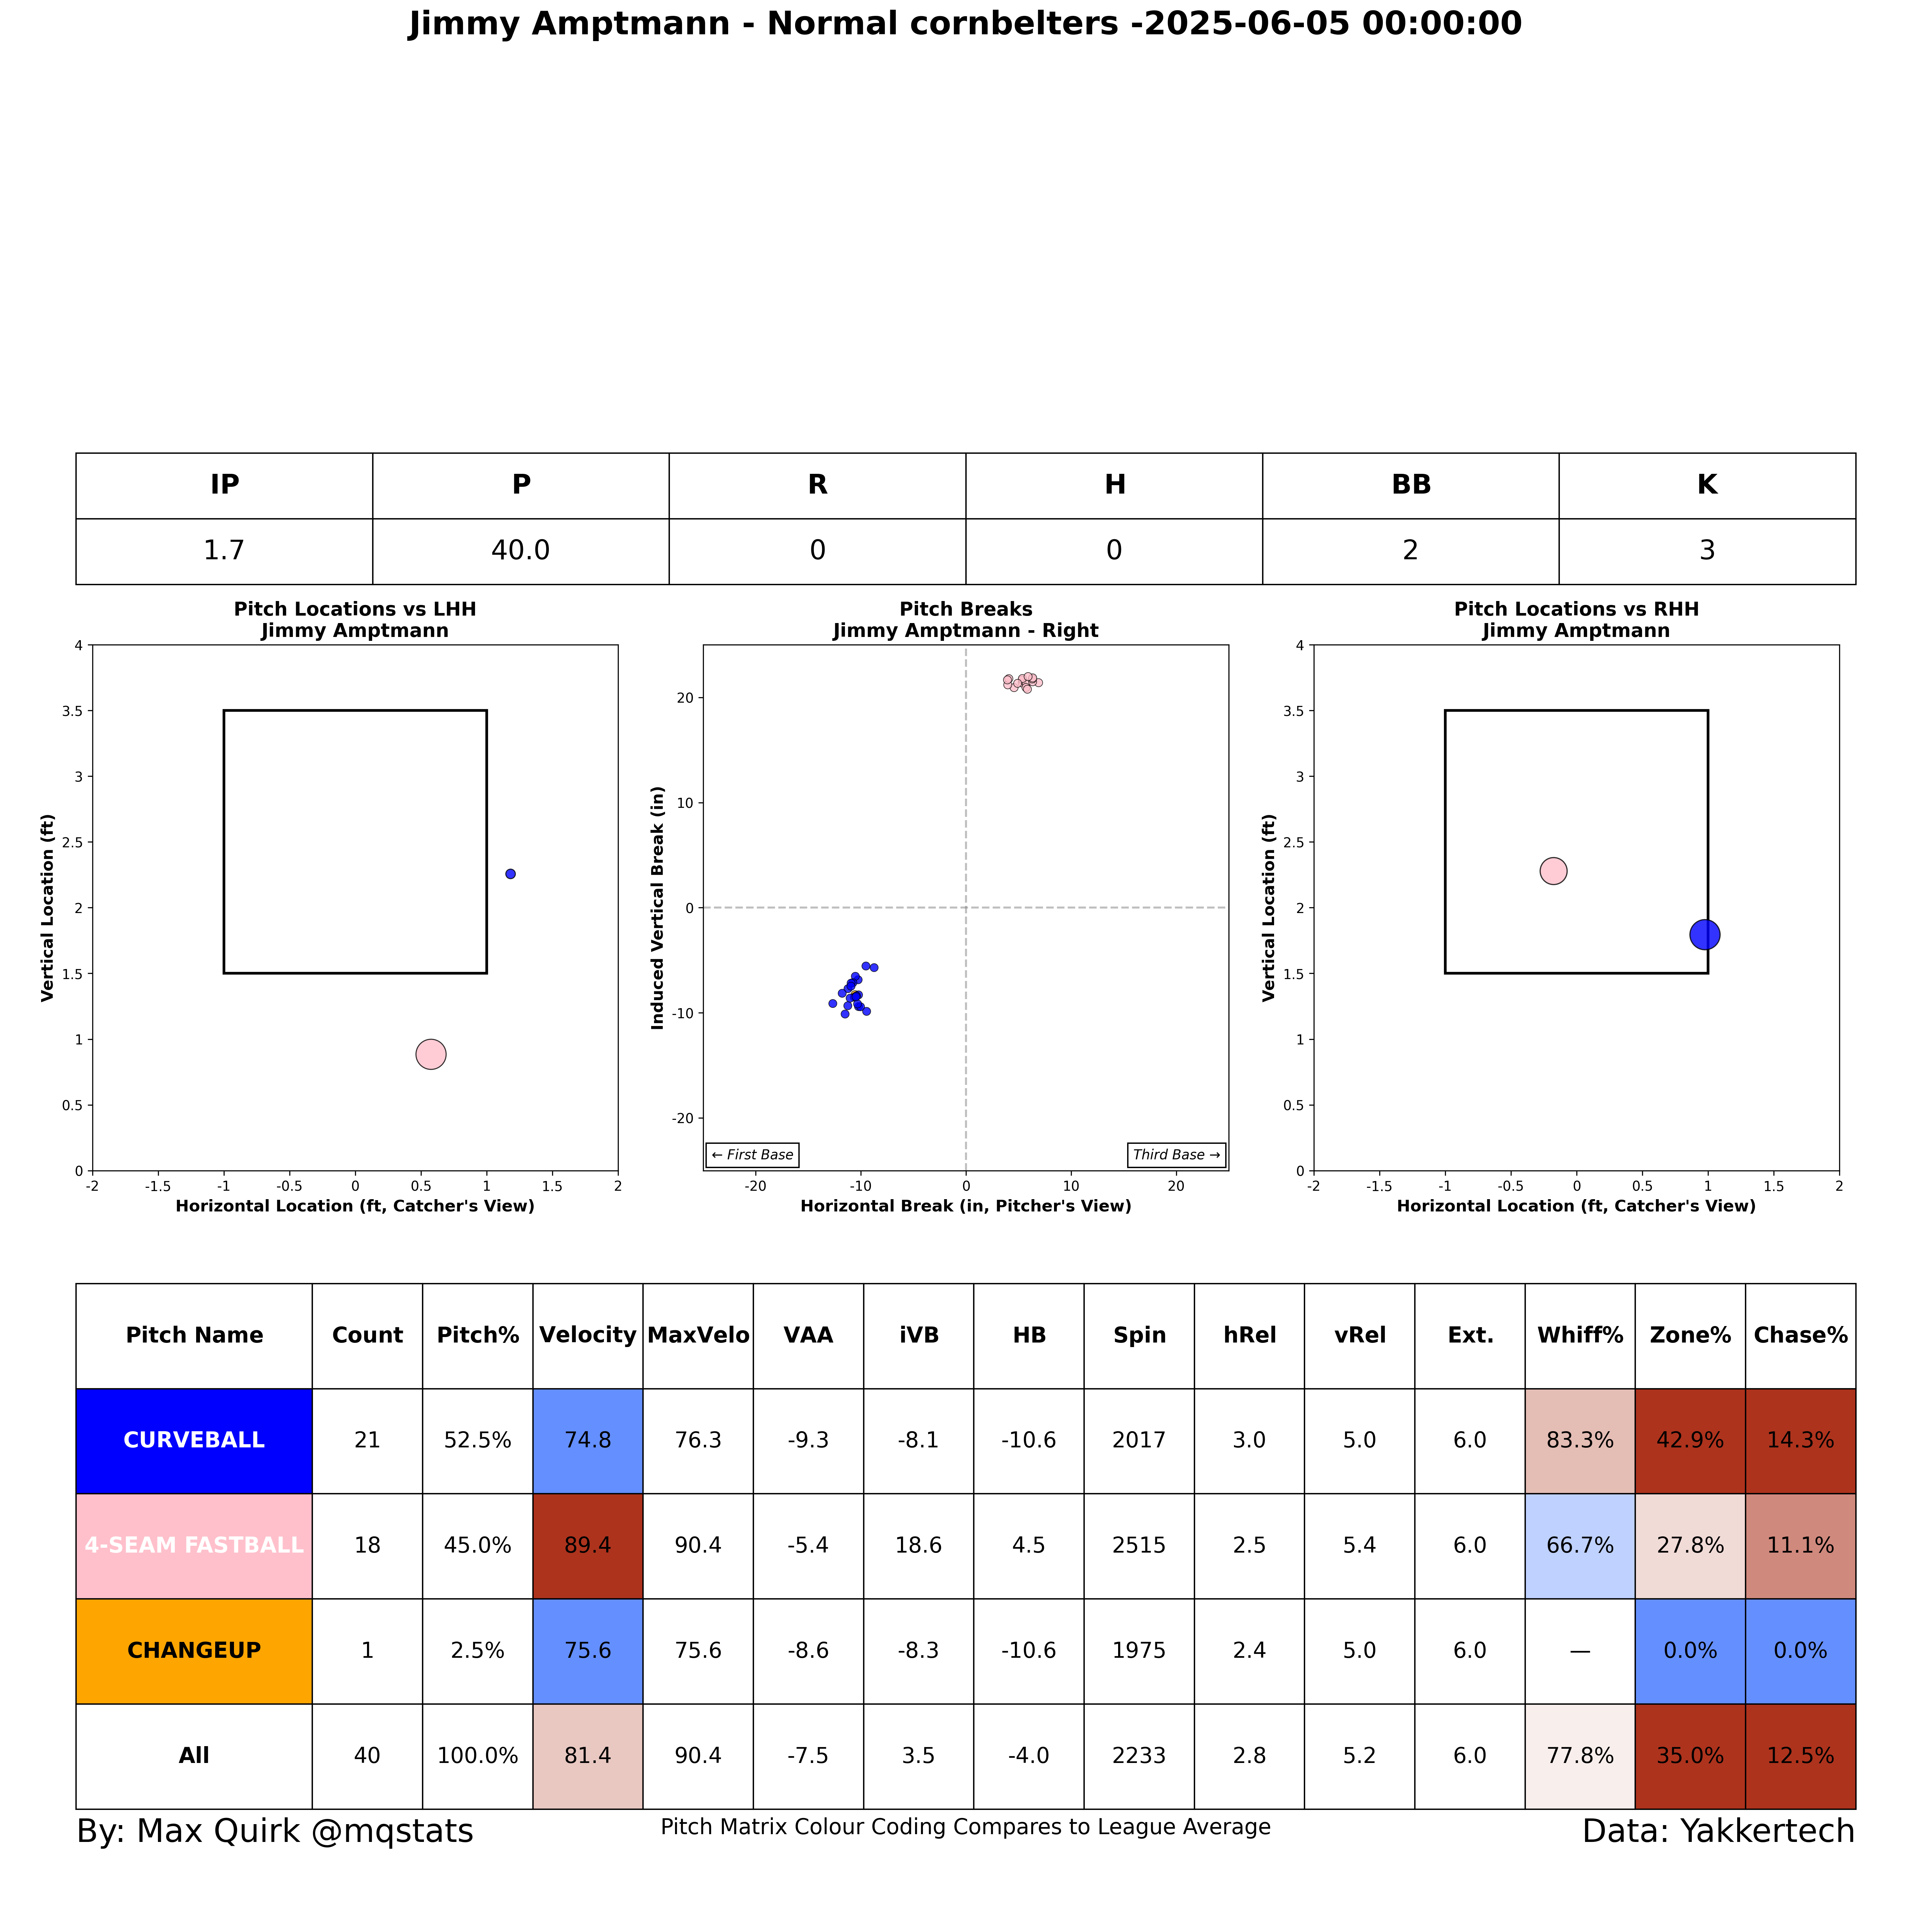 Jimmy Amptmann - Normal cornbelters -2025-06-05 00:00:00
IP P R H BB K
1.7 40.0 0 0 2 3
Pitch Locations vs LHH
Jimmy Amptmann
4
3.5
3
2.5
2
1.5
1
0.5
0
-2 -1.5 -1 -0.5 0 0.5 1 1.5 2
Vertical Location (ft)
Horizontal Location (ft, Catcher's View)
Pitch Breaks
Jimmy Amptmann - Right
20
10
0
-10
-20
← First Base Third Base →
-20 -10 0 10 20
Induced Vertical Break (in)
Horizontal Break (in, Pitcher's View)
Pitch Locations vs RHH
Jimmy Amptmann
4
3.5
3
2.5
2
1.5
1
0.5
0
-2 -1.5 -1 -0.5 0 0.5 1 1.5 2
Vertical Location (ft)
Horizontal Location (ft, Catcher's View)
Pitch Name Count Pitch% Velocity MaxVelo VAA iVB HB Spin hRel vRel Ext. Whiff% Zone% Chase%
CURVEBALL 21 52.5% 74.8 76.3 -9.3 -8.1 -10.6 2017 3.0 5.0 6.0 83.3% 42.9% 14.3%
4-SEAM FASTBALL 18 45.0% 89.4 90.4 -5.4 18.6 4.5 2515 2.5 5.4 6.0 66.7% 27.8% 11.1%
CHANGEUP 1 2.5% 75.6 75.6 -8.6 -8.3 -10.6 1975 2.4 5.0 6.0 — 0.0% 0.0%
All 40 100.0% 81.4 90.4 -7.5 3.5 -4.0 2233 2.8 5.2 6.0 77.8% 35.0% 12.5%
By: Max Quirk @mqstats
Pitch Matrix Colour Coding Compares to League Average
Data: Yakkertech